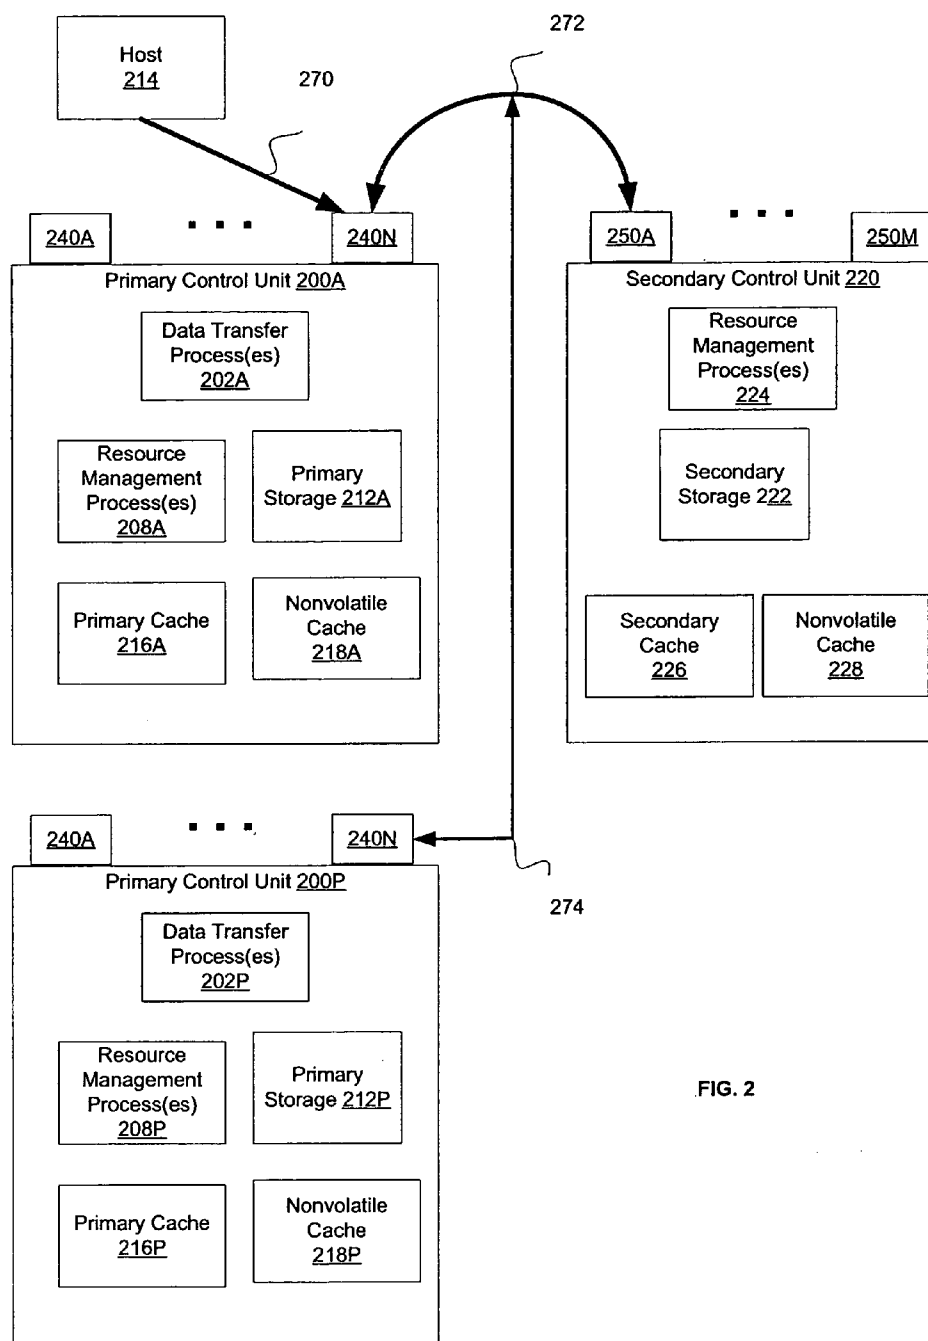 Host
214
270
272
240A
240N
250A
250M
Primary Control Unit 200A
Data Transfer
Process(es)
202A
Resource
Management
Process(es)
208A
Primary
Storage 212A
Primary Cache
216A
Nonvolatile
Cache
218A
Secondary Control Unit 220
Resource
Management
Process(es)
224
Secondary
Storage 222
Secondary
Cache
226
Nonvolatile
Cache
228
240A
240N
274
Primary Control Unit 200P
Data Transfer
Process(es)
202P
Resource
Management
Process(es)
208P
Primary
Storage 212P
Primary Cache
216P
Nonvolatile
Cache
218P
FIG. 2